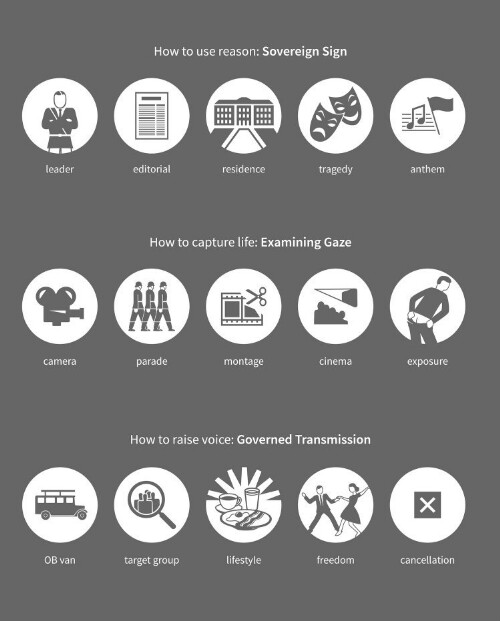 How to use reason: Sovereign Sign
leader editorial residence tragedy anthem
How to capture life: Examining Gaze
camera parade montage cinema exposure
How to raise voice: Governed Transmission
OB van target group lifestyle freedom cancellation